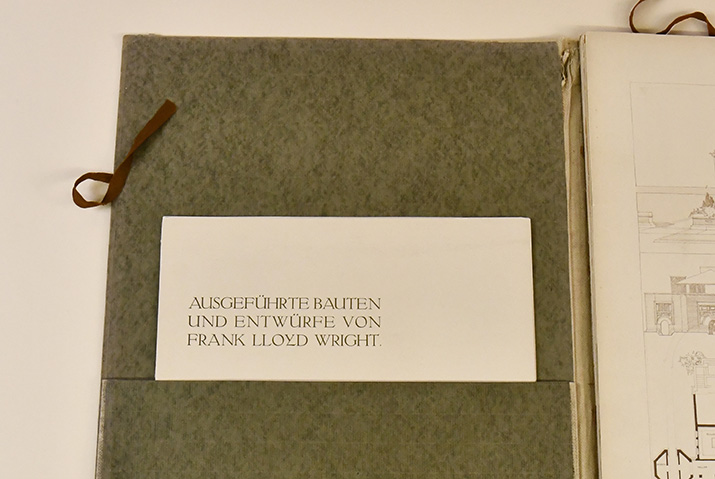 AUSGEFÜHRTE BAUTEN
UND ENTWÜRFE VON
FRANK LLOYD WRIGHT.